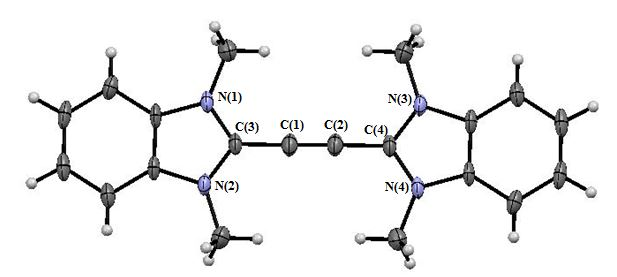 N(1) N(3)
C(3) C(1) C(2) C(4)
N(2) N(4)